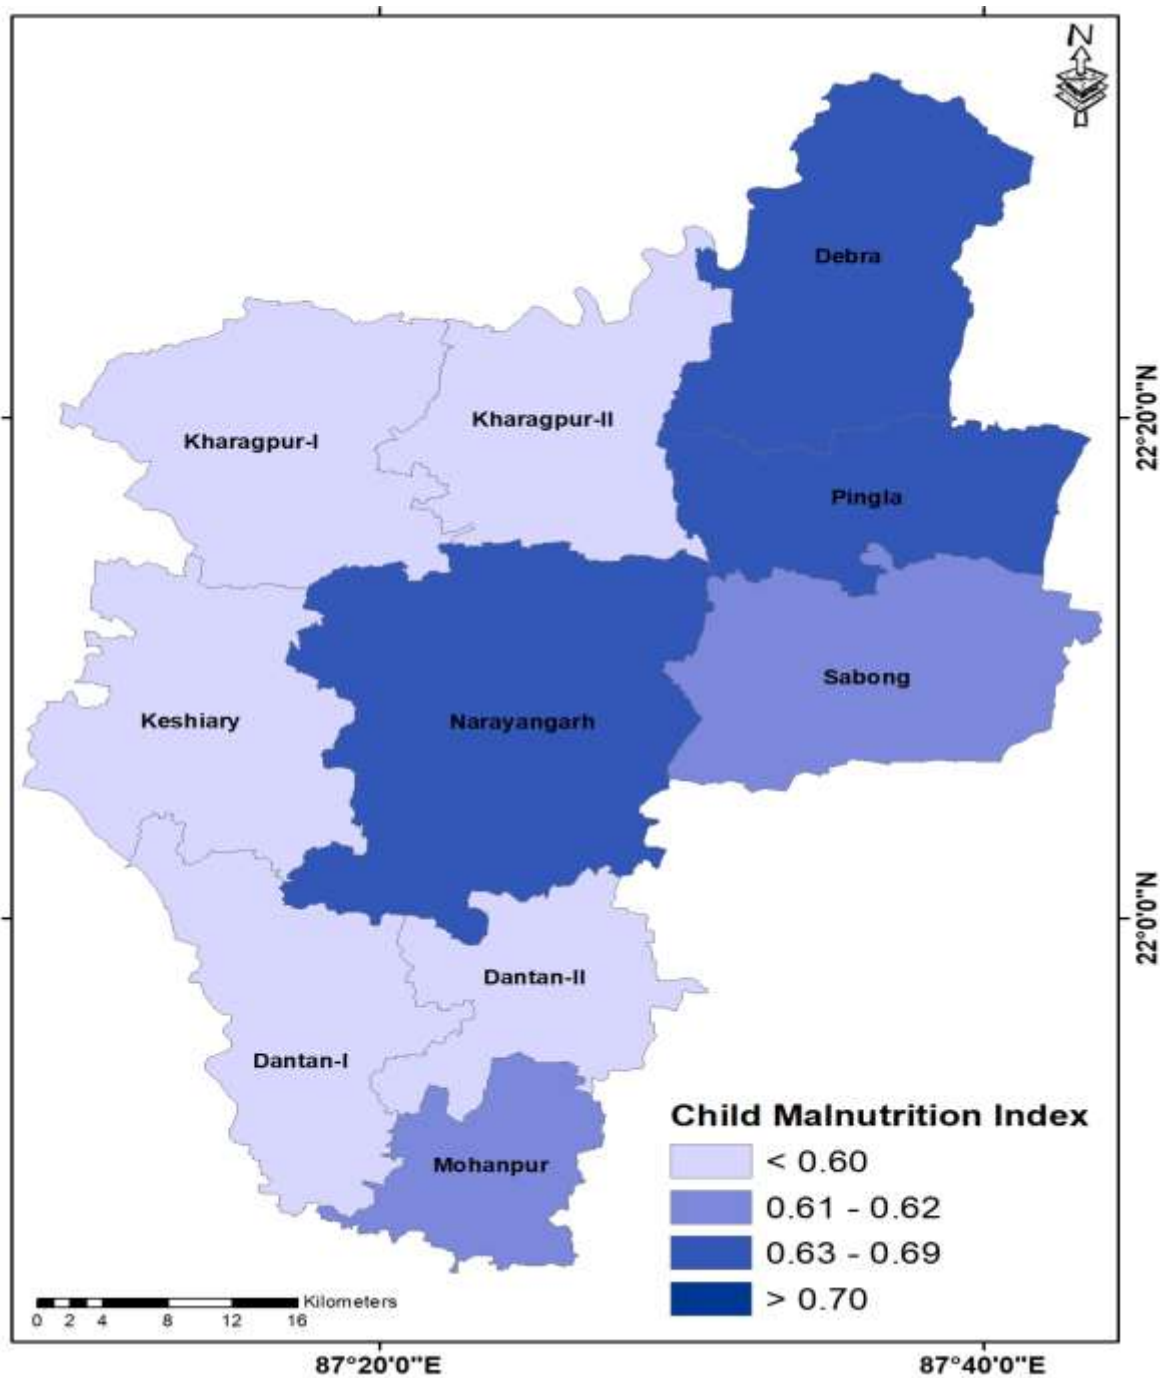 N
Debra
Kharagpur-II
Kharagpur-I
22°20'0"N
Pingla
Sabong
Keshiary
Narayangarh
22°0'0"N
Dantan-II
Dantan-I
Mohanpur
Child Malnutrition Index
< 0.60
0.61 - 0.62
0.63 - 0.69
> 0.70
Kilometers
0 2 4 8 12 16
87°20'0"E 87°40'0"E